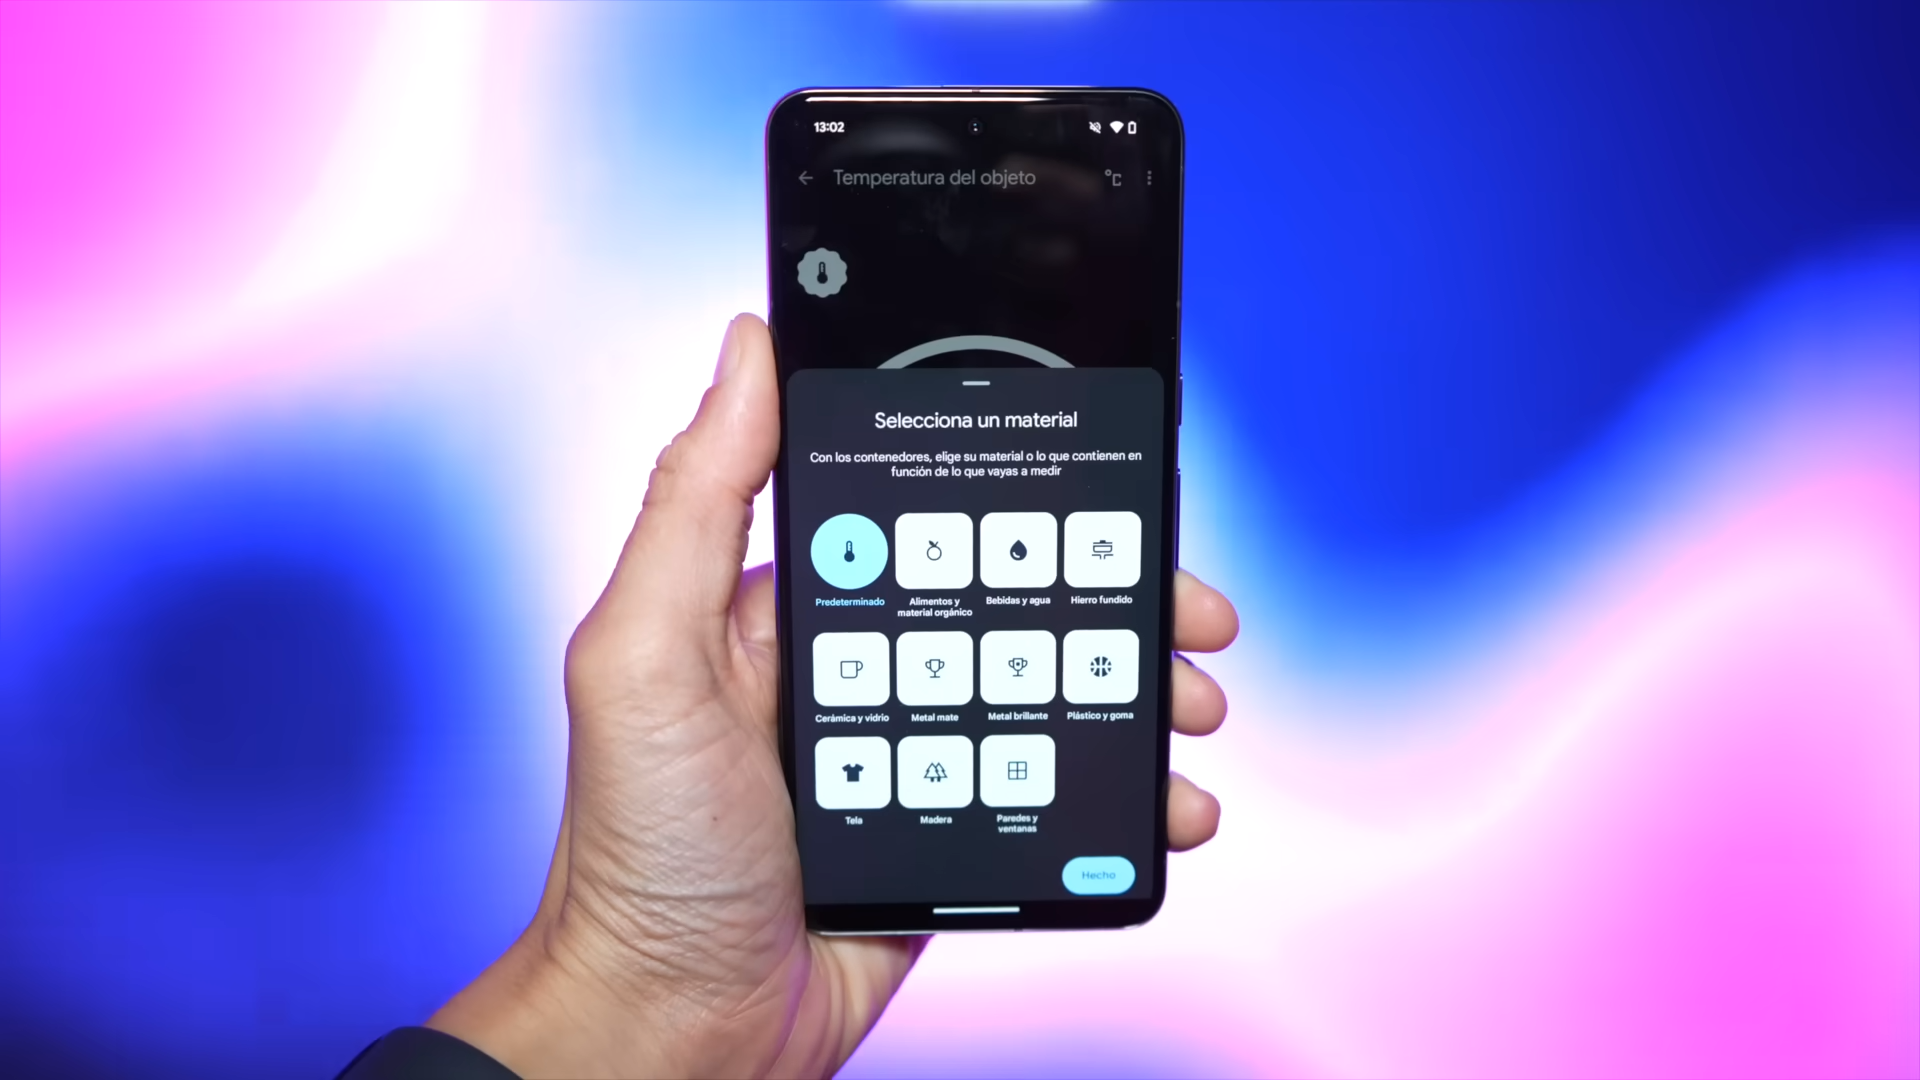 13:02
Temperatura del objeto °C
Selecciona un material
Con los contenedores, elige su material o lo que contienen en
función de lo que vayas a medir
Predeterminado
Alimentos y
material orgánico
Bebidas y agua
Hierro fundido
Cerámica y vidrio
Metal mate
Metal brillante
Plástico y goma
Tela
Madera
Paredes y
ventanas
Hecho